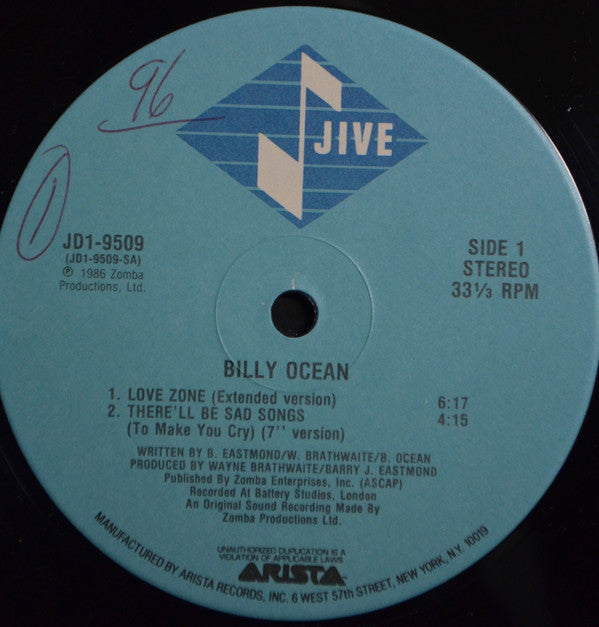 96
1
JIVE
JD1-9509
(JD1-9509-SA)
℗ 1986 Zomba
Productions, Ltd.
SIDE 1
STEREO
33⅓ RPM
BILLY OCEAN
1. LOVE ZONE (Extended version) 6:17
2. THERE'LL BE SAD SONGS 4:15
(To Make You Cry) (7'' version)
WRITTEN BY B. EASTMOND/W. BRATHWAITE/B. OCEAN
PRODUCED BY WAYNE BRATHWAITE/BARRY J. EASTMOND
Published By Zomba Enterprises, Inc. (ASCAP)
Recorded At Battery Studios, London
An Original Sound Recording Made By
Zomba Productions Ltd.
UNAUTHORIZED DUPLICATION IS A
VIOLATION OF APPLICABLE LAWS
ARISTA
MANUFACTURED BY ARISTA RECORDS, INC. 6 WEST 57th STREET, NEW YORK, N.Y. 10019